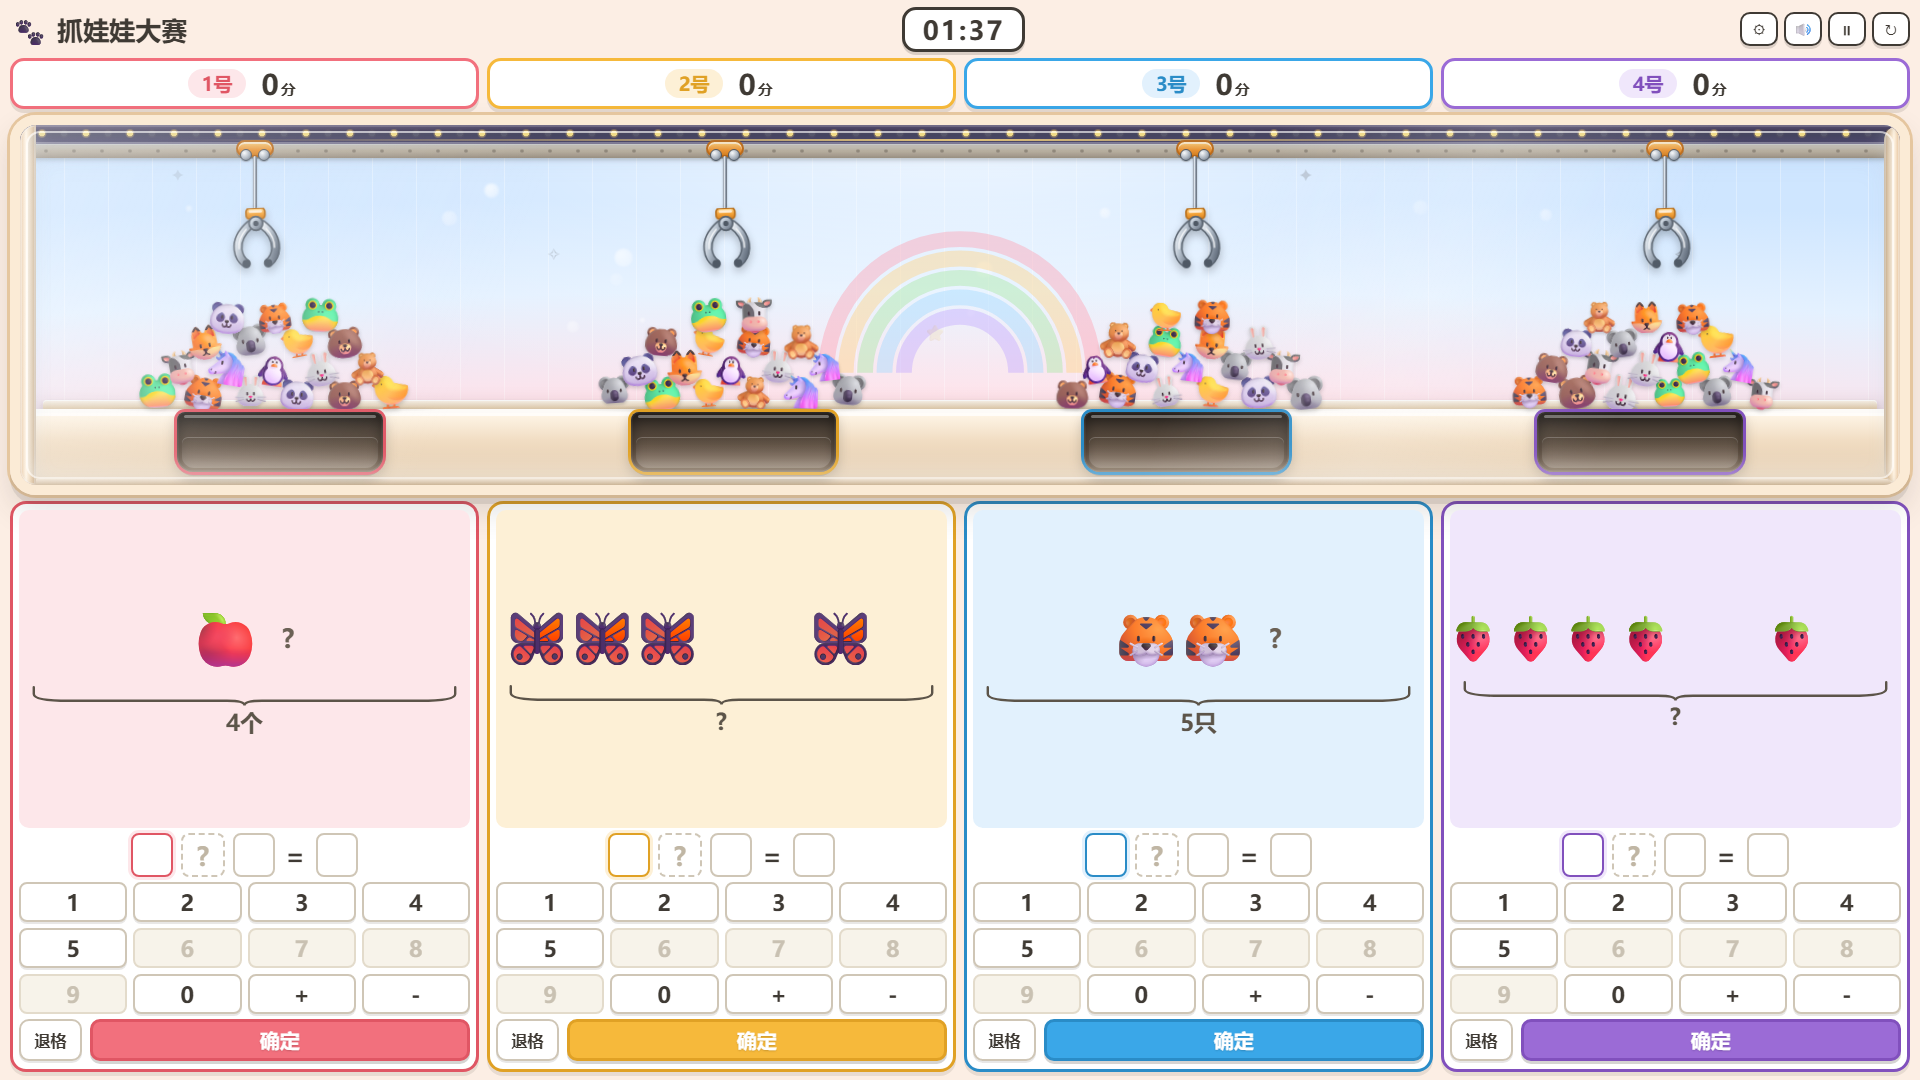 抓娃娃大赛
01:37
1号 0分
2号 0分
3号 0分
4号 0分
?
4个
? =
1 2 3 4
5 6 7 8
9 0 + -
退格 确定
?
? =
1 2 3 4
5 6 7 8
9 0 + -
退格 确定
?
5只
? =
1 2 3 4
5 6 7 8
9 0 + -
退格 确定
?
? =
1 2 3 4
5 6 7 8
9 0 + -
退格 确定